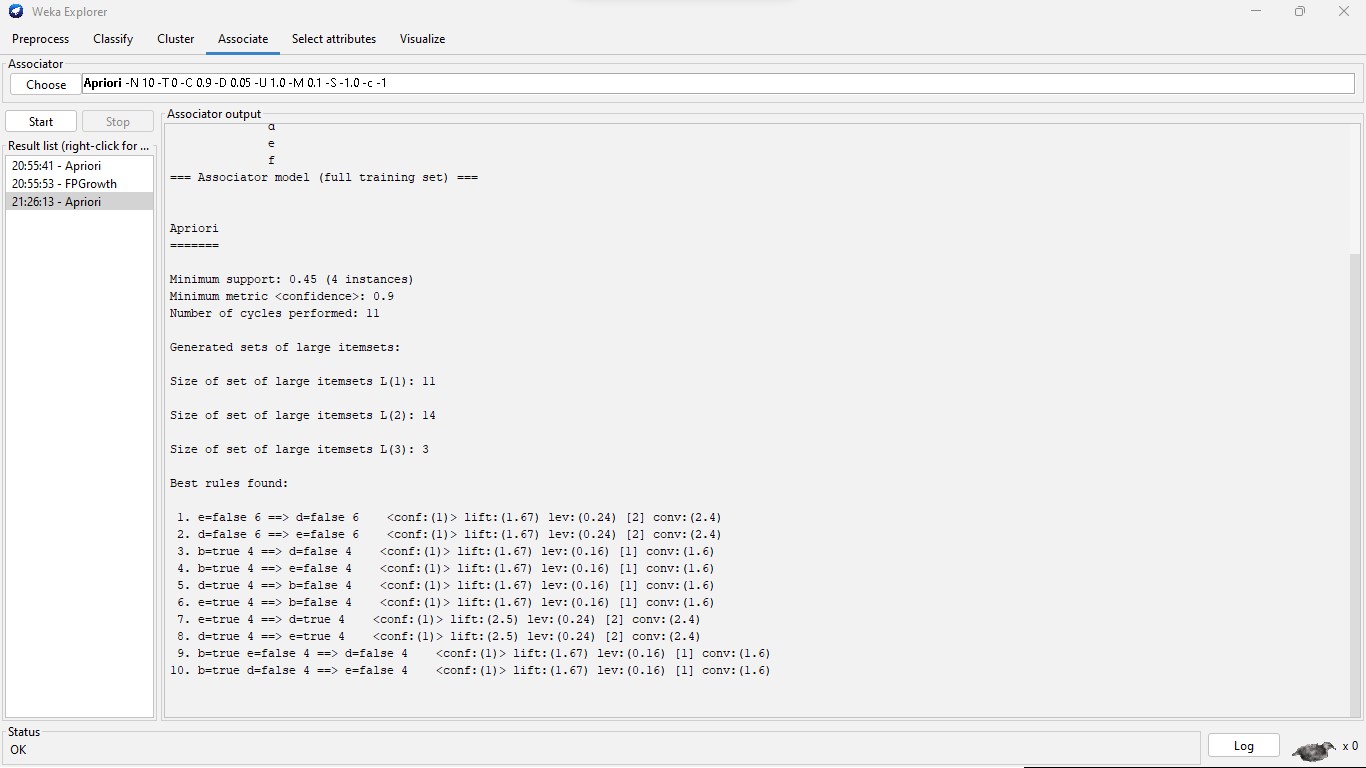 Weka Explorer
Preprocess Classify Cluster Associate Select attributes Visualize
Associator
Choose Apriori -N 10 -T 0 -C 0.9 -D 0.05 -U 1.0 -M 0.1 -S -1.0 -c -1
Start Stop
Result list (right-click for ...
20:55:41 - Apriori
20:55:53 - FPGrowth
21:26:13 - Apriori
Associator output
d
e
f
=== Associator model (full training set) ===
Apriori
=======
Minimum support: 0.45 (4 instances)
Minimum metric <confidence>: 0.9
Number of cycles performed: 11
Generated sets of large itemsets:
Size of set of large itemsets L(1): 11
Size of set of large itemsets L(2): 14
Size of set of large itemsets L(3): 3
Best rules found:
1. e=false 6 ==> d=false 6 <conf:(1)> lift:(1.67) lev:(0.24) [2] conv:(2.4)
2. d=false 6 ==> e=false 6 <conf:(1)> lift:(1.67) lev:(0.24) [2] conv:(2.4)
3. b=true 4 ==> d=false 4 <conf:(1)> lift:(1.67) lev:(0.16) [1] conv:(1.6)
4. b=true 4 ==> e=false 4 <conf:(1)> lift:(1.67) lev:(0.16) [1] conv:(1.6)
5. d=true 4 ==> b=false 4 <conf:(1)> lift:(1.67) lev:(0.16) [1] conv:(1.6)
6. e=true 4 ==> b=false 4 <conf:(1)> lift:(1.67) lev:(0.16) [1] conv:(1.6)
7. e=true 4 ==> d=true 4 <conf:(1)> lift:(2.5) lev:(0.24) [2] conv:(2.4)
8. d=true 4 ==> e=true 4 <conf:(1)> lift:(2.5) lev:(0.24) [2] conv:(2.4)
9. b=true e=false 4 ==> d=false 4 <conf:(1)> lift:(1.67) lev:(0.16) [1] conv:(1.6)
10. b=true d=false 4 ==> e=false 4 <conf:(1)> lift:(1.67) lev:(0.16) [1] conv:(1.6)
Status
OK
Log
x 0